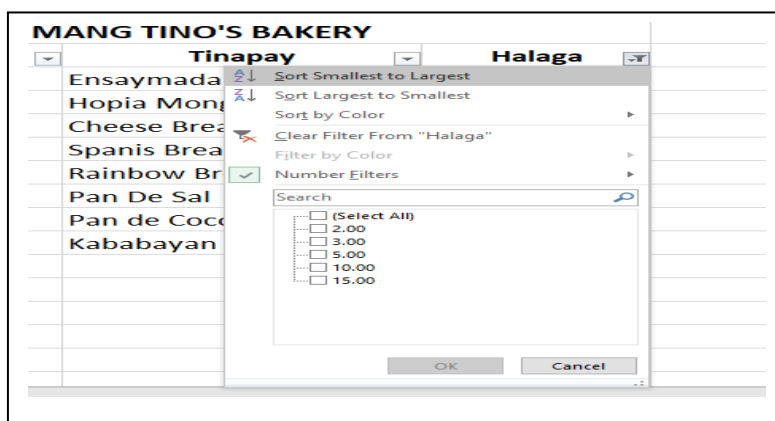 MANG TINO'S BAKERY
Tinapay Halaga
Ensaymada
Hopia Mong
Cheese Brea
Spanis Brea
Rainbow Br
Pan De Sal
Pan de Coco
Kababayan
Sort Smallest to Largest
Sort Largest to Smallest
Sort by Color
Clear Filter From "Halaga"
Filter by Color
Number Filters
Search
(Select All)
2.00
3.00
5.00
10.00
15.00
OK Cancel